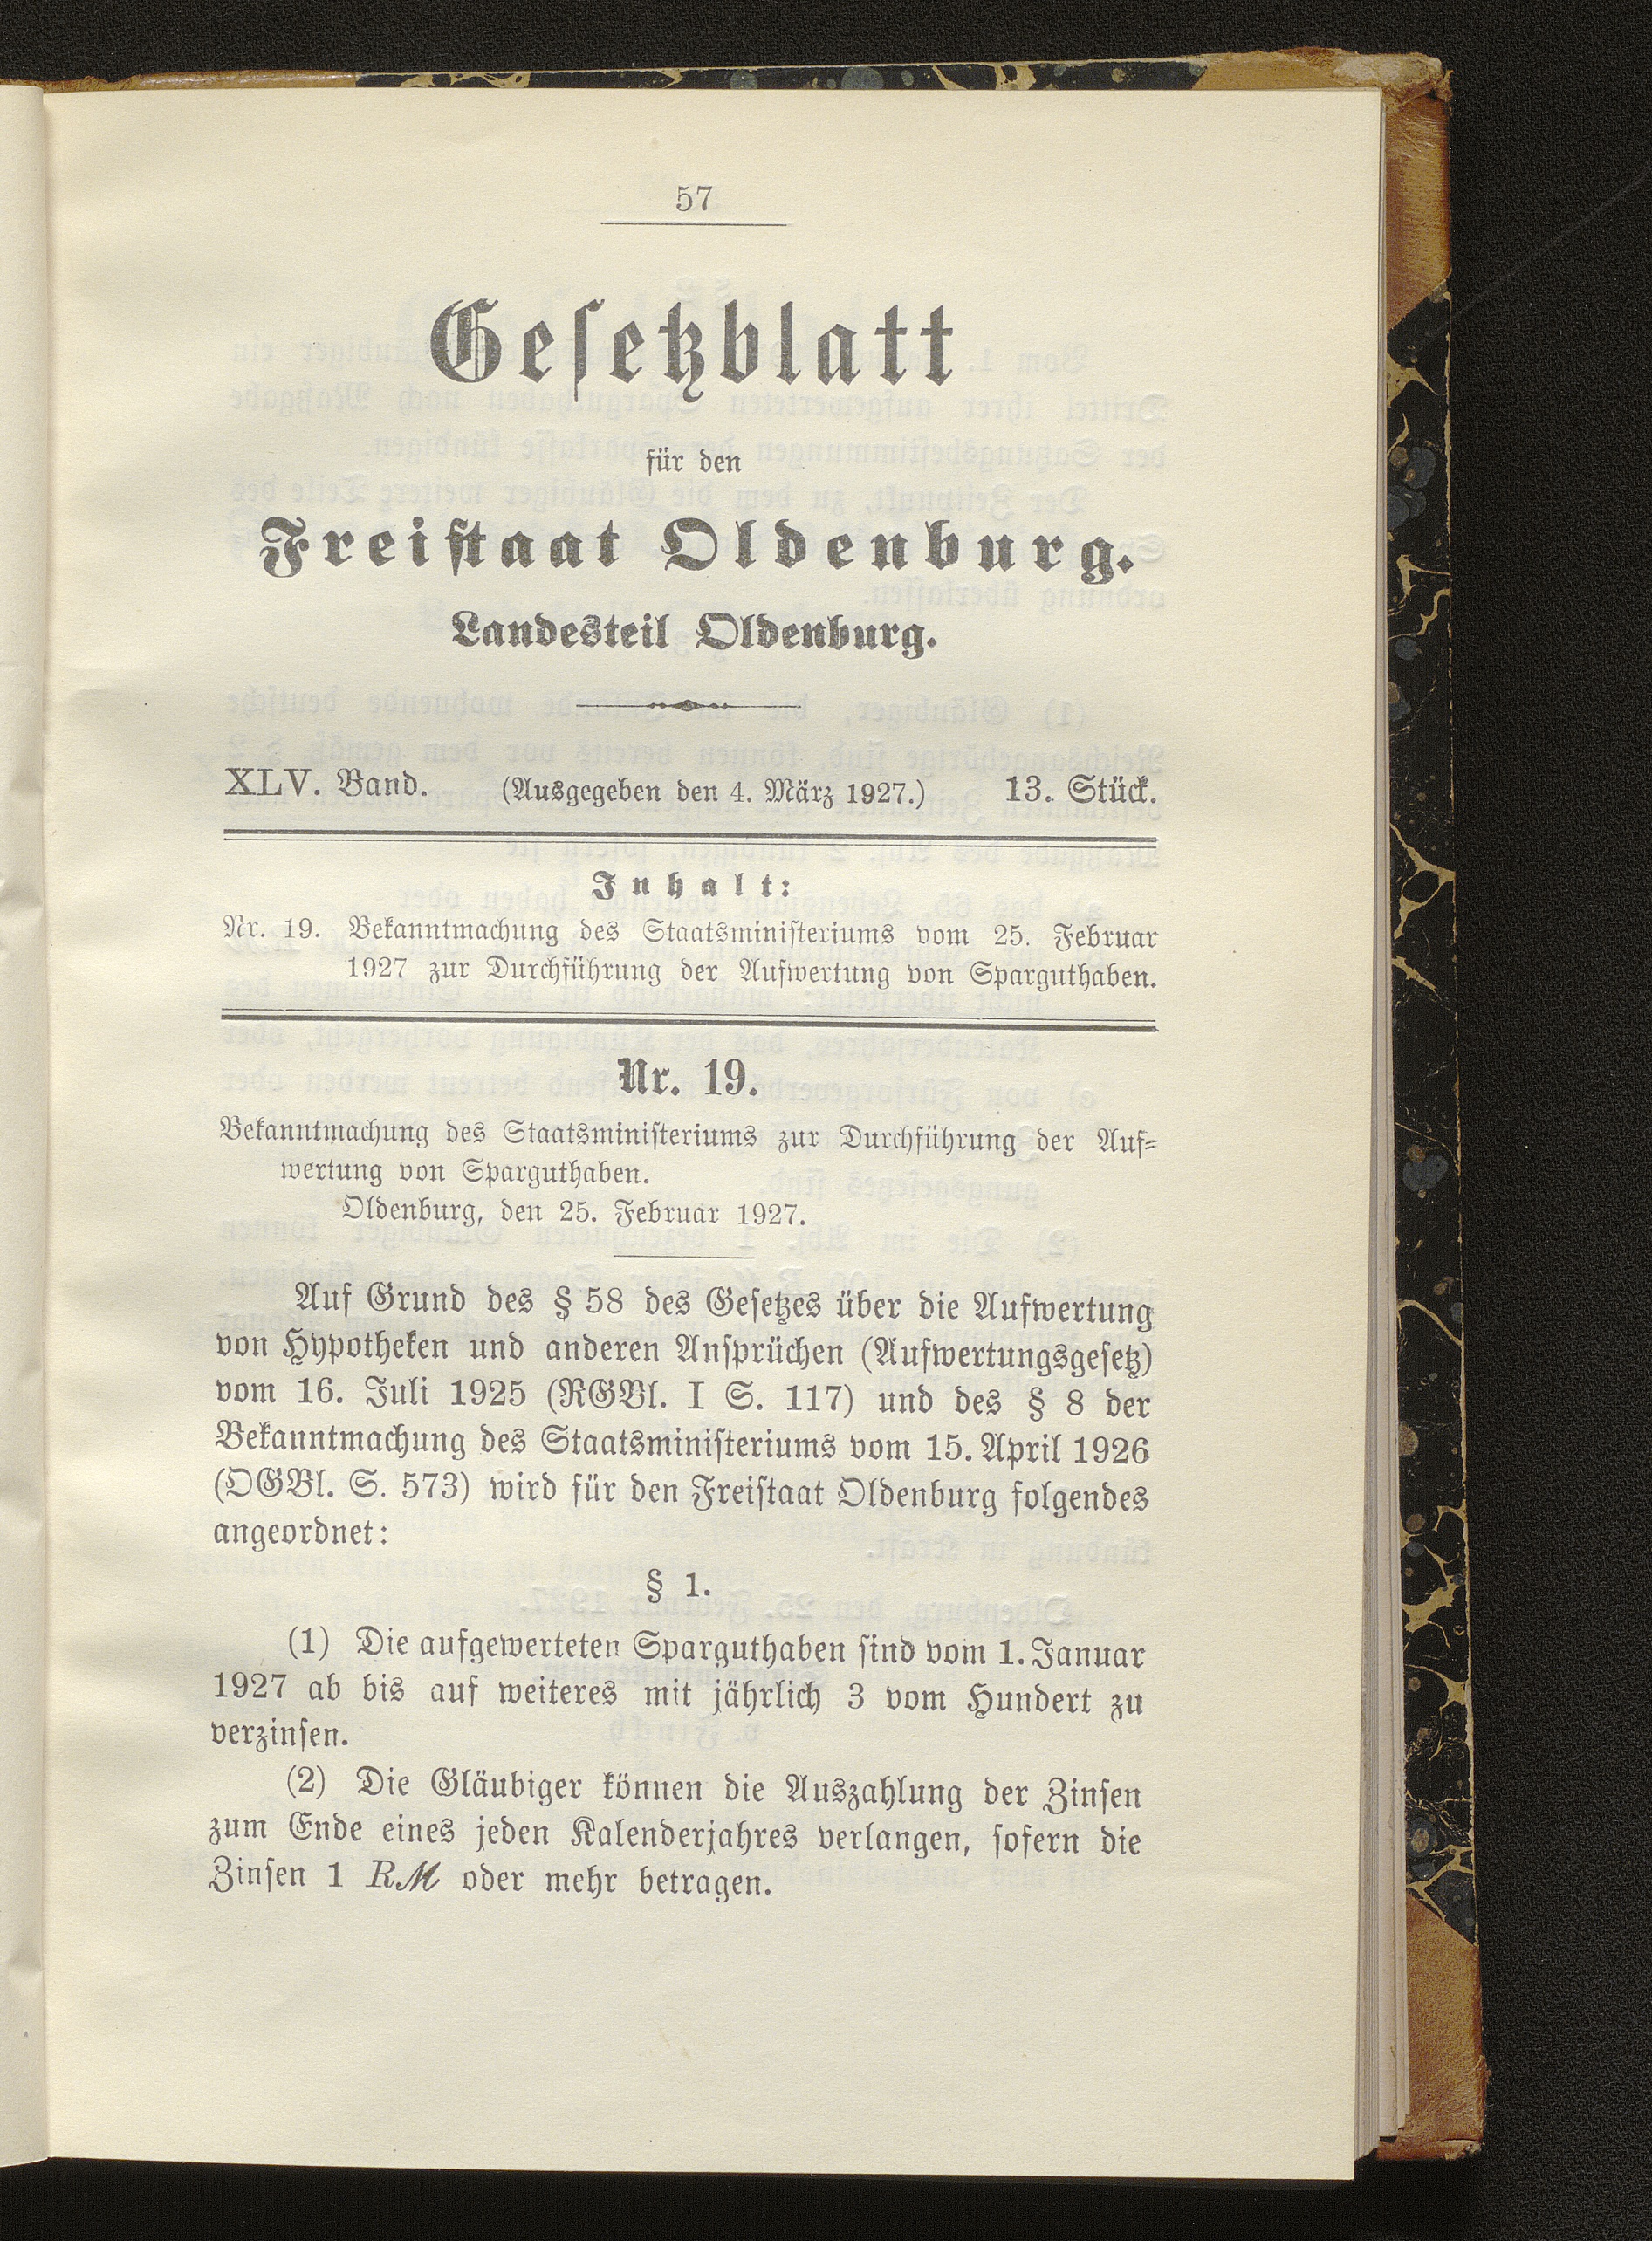 57
Gesetzblatt
für den
Freistaat Oldenburg.
Landesteil Oldenburg.
XLV. Band. (Ausgegeben den 4. März 1927.) 13. Stück.
Inhalt:
Nr. 19. Bekanntmachung des Staatsministeriums vom 25. Februar
1927 zur Durchführung der Aufwertung von Sparguthaben.
Nr. 19.
Bekanntmachung des Staatsministeriums zur Durchführung der Auf-
wertung von Sparguthaben.
Oldenburg, den 25. Februar 1927.
Auf Grund des § 58 des Gesetzes über die Aufwertung
von Hypotheken und anderen Ansprüchen (Aufwertungsgesetz)
vom 16. Juli 1925 (RGBl. I S. 117) und des § 8 der
Bekanntmachung des Staatsministeriums vom 15. April 1926
(OGBl. S. 573) wird für den Freistaat Oldenburg folgendes
angeordnet:
§ 1.
(1) Die aufgewerteten Sparguthaben sind vom 1. Januar
1927 ab bis auf weiteres mit jährlich 3 vom Hundert zu
verzinsen.
(2) Die Gläubiger können die Auszahlung der Zinsen
zum Ende eines jeden Kalenderjahres verlangen, sofern die
Zinsen 1 RM oder mehr betragen.